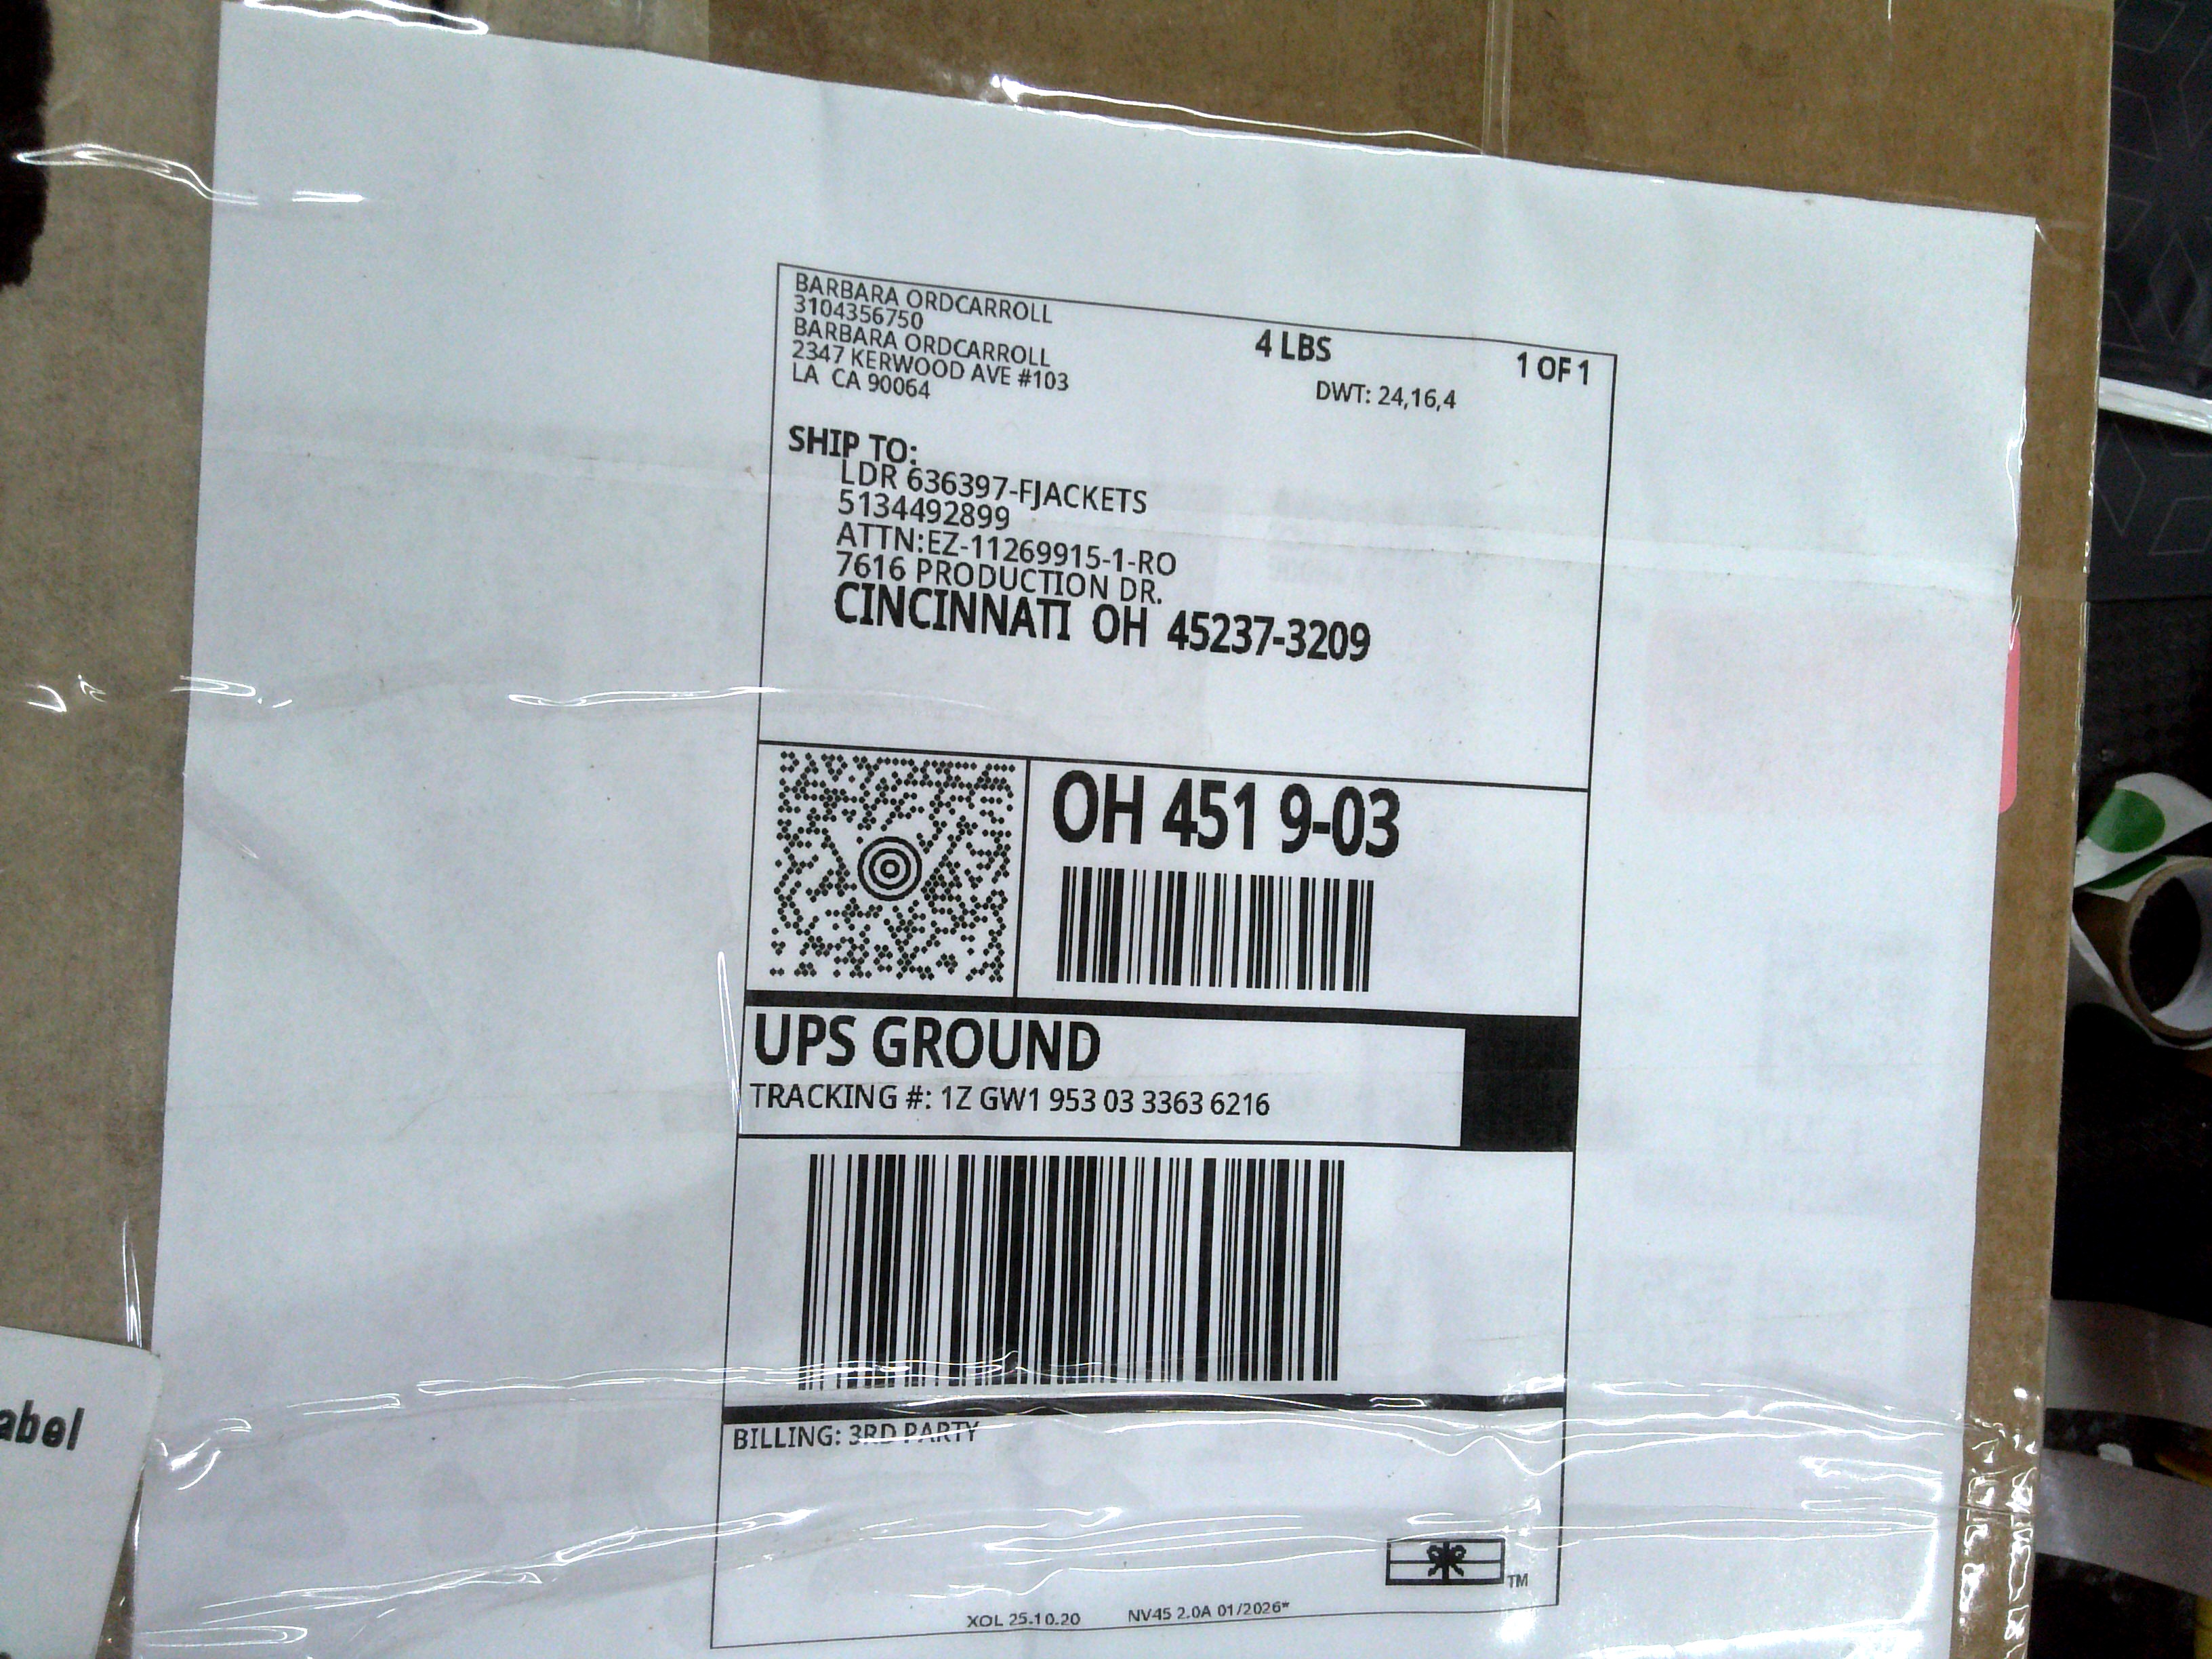 BARBARA ORDCARROLL
3104356750
BARBARA ORDCARROLL
2347 KERWOOD AVE #103
LA CA 90064
4 LBS
1 OF 1
DWT: 24,16,4
SHIP TO:
LDR 636397-FJACKETS
5134492899
ATTN:EZ-11269915-1-RO
7616 PRODUCTION DR.
CINCINNATI OH 45237-3209
OH 451 9-03
UPS GROUND
TRACKING #: 1Z GW1 953 03 3363 6216
BILLING: 3RD PARTY
TM
XOL 25.10.20 NV45 2.0A 01/2026*
abel